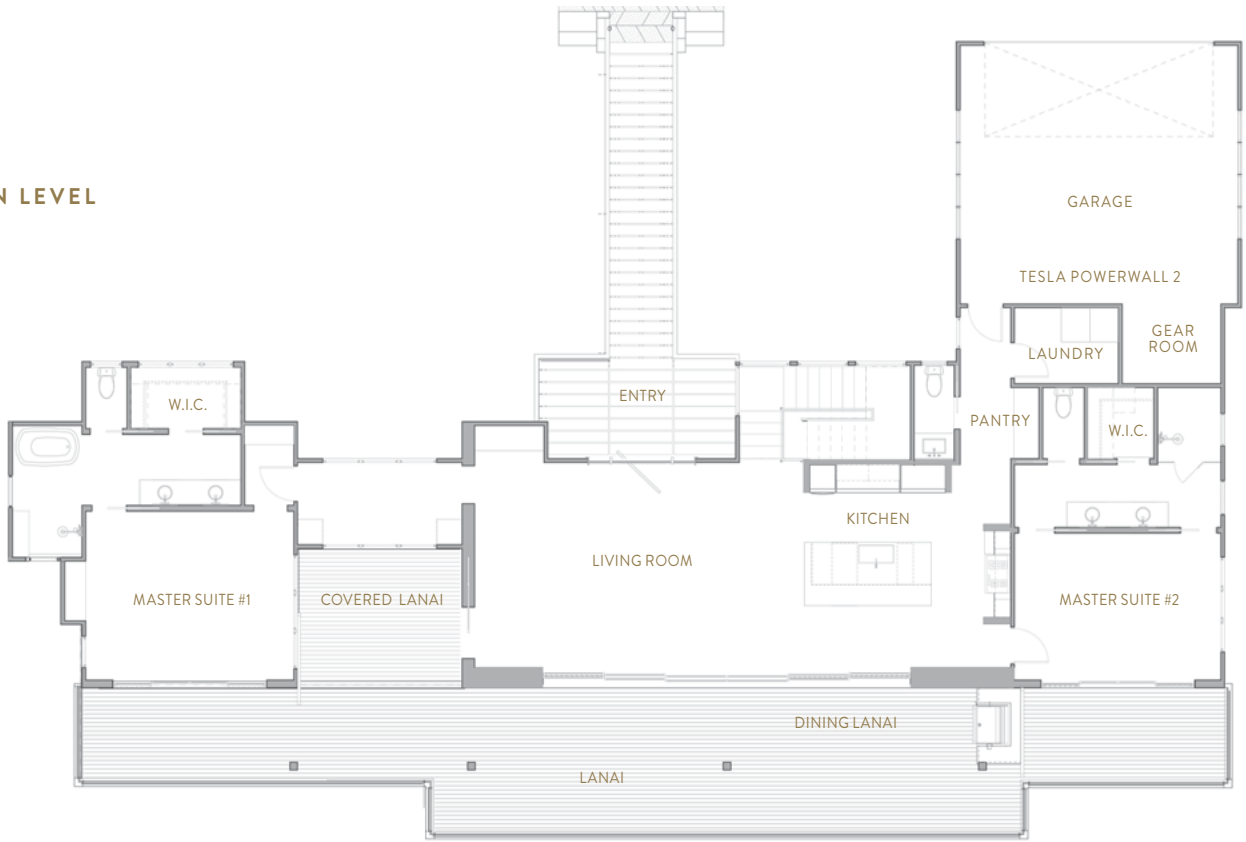 N LEVEL
GARAGE
TESLA POWERWALL 2
GEAR
ROOM
LAUNDRY
ENTRY
W.I.C.
PANTRY
W.I.C.
KITCHEN
LIVING ROOM
MASTER SUITE #1
COVERED LANAI
MASTER SUITE #2
DINING LANAI
LANAI